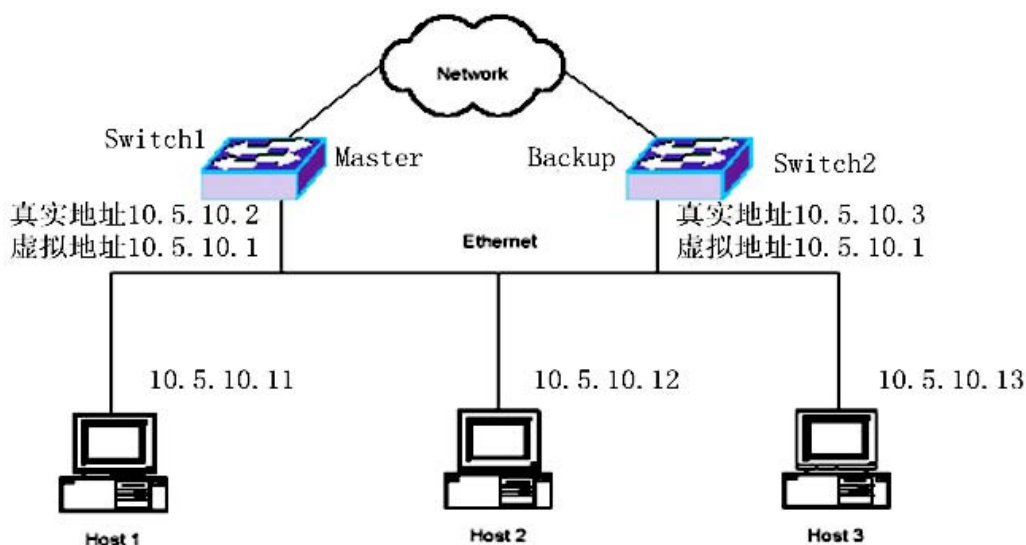 Network
Switch1
Master
Backup
Switch2
真实地址10.5.10.2
虚拟地址10.5.10.1
真实地址10.5.10.3
虚拟地址10.5.10.1
Ethernet
10.5.10.11
10.5.10.12
10.5.10.13
Host 1
Host 2
Host 3